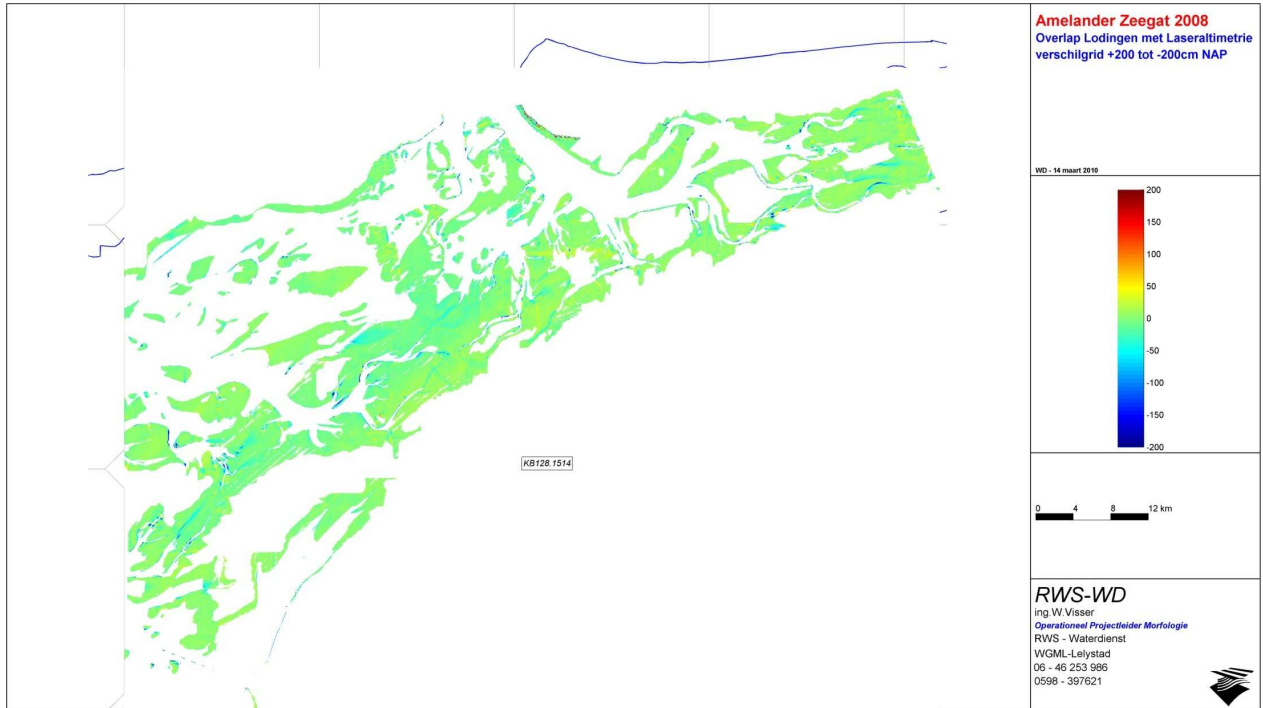 Amelander Zeegat 2008
Overlap Lodingen met Laseraltimetrie
verschilgrid +200 tot -200cm NAP
WD - 14 maart 2010
200
150
100
50
0
-50
-100
-150
-200
KB128.1514
0 4 8 12 km
RWS-WD
ing.W.Visser
Operationeel Projectleider Morfologie
RWS - Waterdienst
WGML-Lelystad
06 - 46 253 986
0598 - 397621